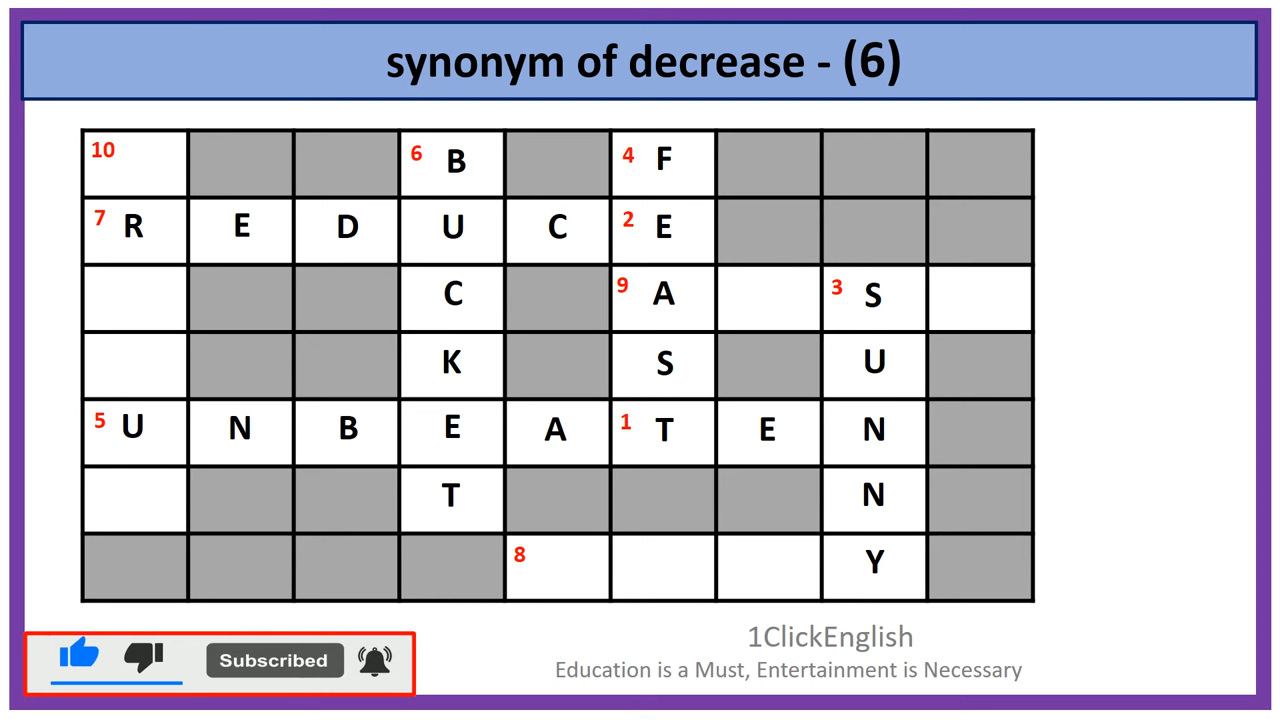 synonym of decrease - (6)
10 6 B 4 F
7 R E D U C 2 E
C 9 A 3 S
K S U
5 U N B E A 1 T E N
T N
8 Y
Subscribed
1ClickEnglish
Education is a Must, Entertainment is Necessary